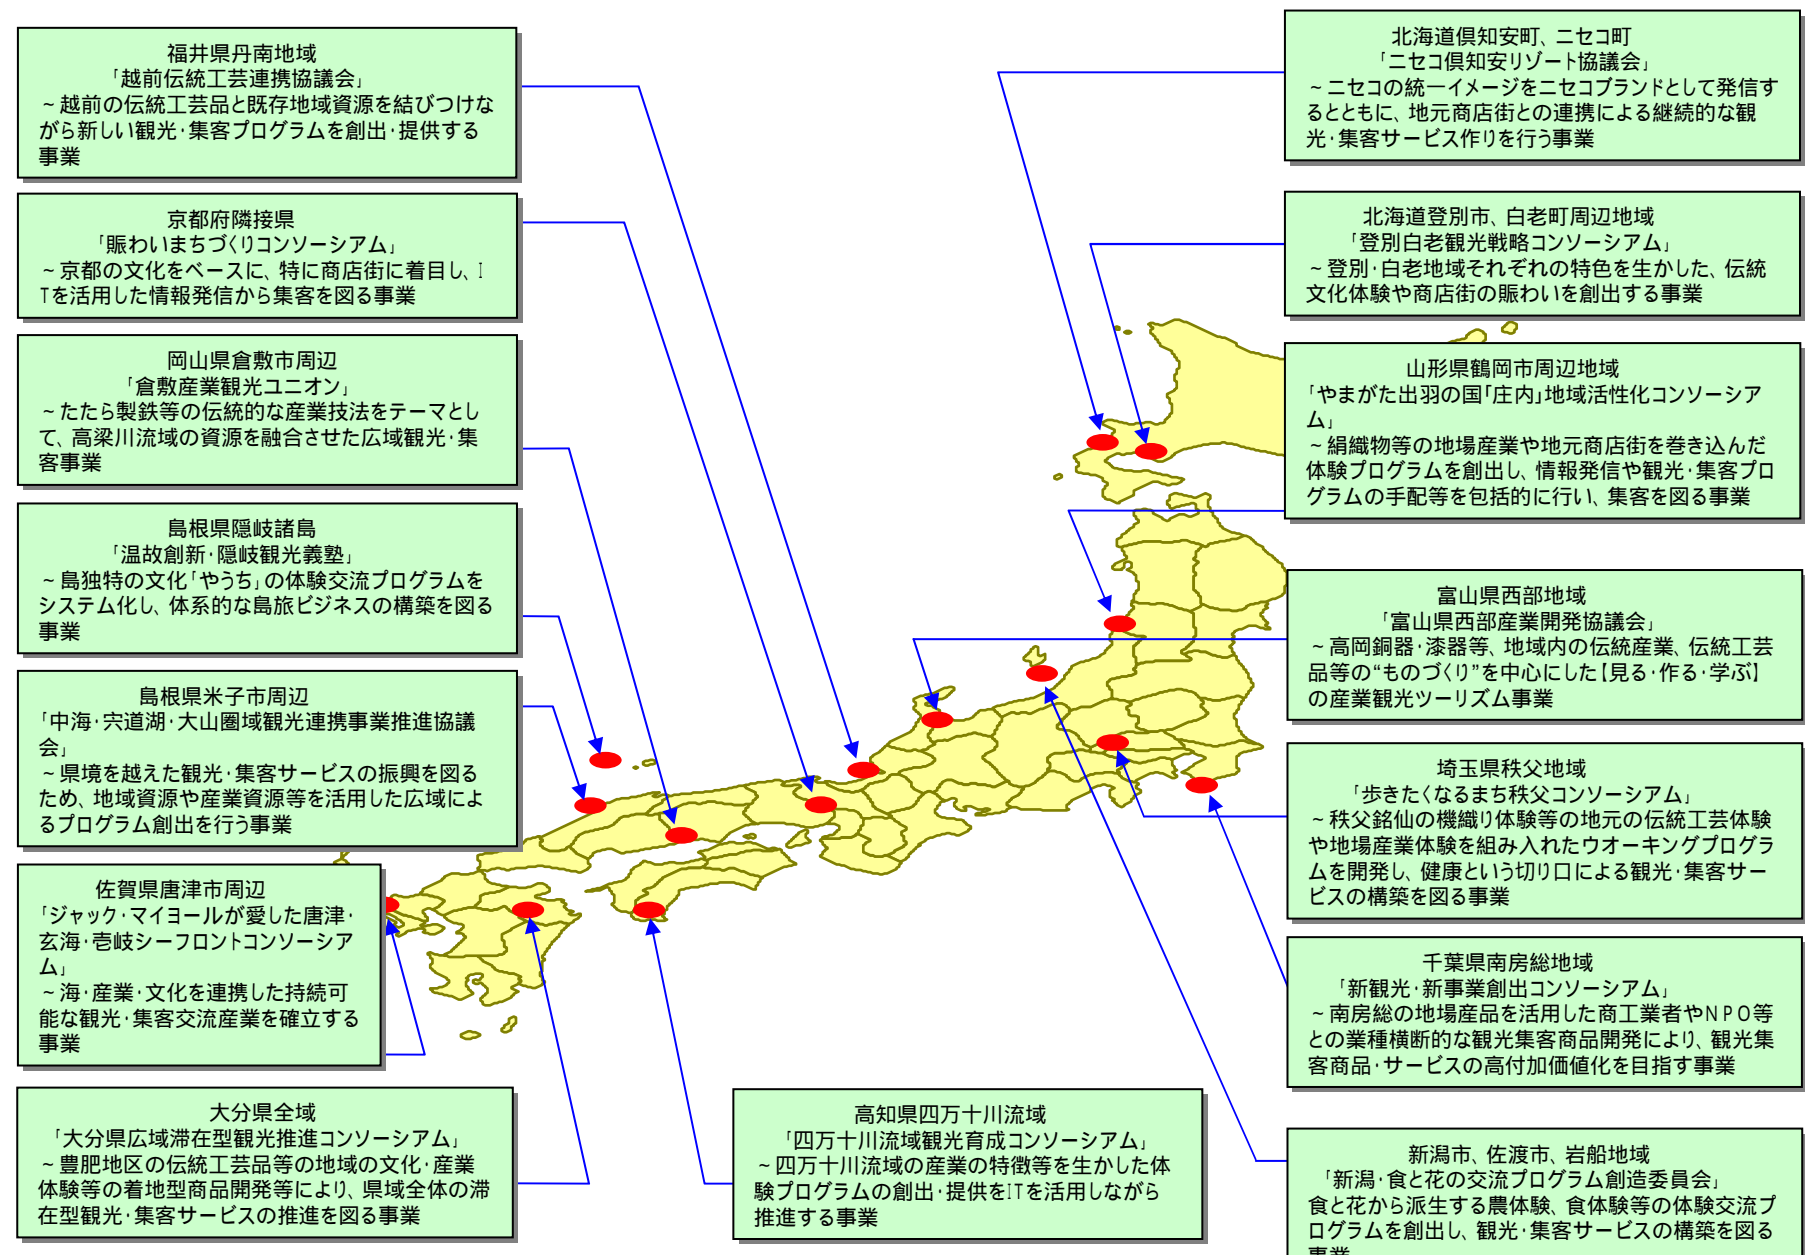 福井県丹南地域
「越前伝統工芸連携協議会」
~越前の伝統工芸品と既存地域資源を結びつけな
がら新しい観光・集客プログラムを創出・提供する
事業
京都府隣接県
「賑わいまちづくりコンソーシアム」
~京都の文化をベースに、特に商店街に着目し、I
Tを活用した情報発信から集客を図る事業
岡山県倉敷市周辺
「倉敷産業観光ユニオン」
~たたら製鉄等の伝統的な産業技法をテーマとし
て、高梁川流域の資源を融合させた広域観光・集
客事業
島根県隠岐諸島
「温故創新・隠岐観光義塾」
~島独特の文化「やうち」の体験交流プログラムを
システム化し、体系的な島旅ビジネスの構築を図る
事業
島根県米子市周辺
「中海・宍道湖・大山圏域観光連携事業推進協議
会」
~県境を越えた観光・集客サービスの振興を図る
ため、地域資源や産業資源等を活用した広域によ
るプログラム創出を行う事業
佐賀県唐津市周辺
「ジャック・マイヨールが愛した唐津・
玄海・壱岐シーフロントコンソーシア
ム」
~海・産業・文化を連携した持続可
能な観光・集客交流産業を確立する
事業
大分県全域
「大分県広域滞在型観光推進コンソーシアム」
~豊肥地区の伝統工芸品等の地域の文化・産業
体験等の着地型商品開発等により、県域全体の滞
在型観光・集客サービスの推進を図る事業
高知県四万十川流域
「四万十川流域観光育成コンソーシアム」
~四万十川流域の産業の特徴等を生かした体
験プログラムの創出・提供をITを活用しながら
推進する事業
北海道倶知安町、ニセコ町
「ニセコ倶知安リゾート協議会」
~ニセコの統一イメージをニセコブランドとして発信す
るとともに、地元商店街との連携による継続的な観
光・集客サービス作りを行う事業
北海道登別市、白老町周辺地域
「登別白老観光戦略コンソーシアム」
~登別・白老地域それぞれの特色を生かした、伝統
文化体験や商店街の賑わいを創出する事業
山形県鶴岡市周辺地域
「やまがた出羽の国「庄内」地域活性化コンソーシア
ム」
~絹織物等の地場産業や地元商店街を巻き込んだ
体験プログラムを創出し、情報発信や観光・集客プロ
グラムの手配等を包括的に行い、集客を図る事業
富山県西部地域
「富山県西部産業開発協議会」
~高岡銅器・漆器等、地域内の伝統産業、伝統工芸
品等の“ものづくり”を中心にした【見る・作る・学ぶ】
の産業観光ツーリズム事業
埼玉県秩父地域
「歩きたくなるまち秩父コンソーシアム」
~秩父銘仙の機織り体験等の地元の伝統工芸体験
や地場産業体験を組み入れたウオーキングプログラ
ムを開発し、健康という切り口による観光・集客サー
ビスの構築を図る事業
千葉県南房総地域
「新観光・新事業創出コンソーシアム」
~南房総の地場産品を活用した商工業者やNPO等
との業種横断的な観光集客商品開発により、観光集
客商品・サービスの高付加価値化を目指す事業
新潟市、佐渡市、岩船地域
「新潟・食と花の交流プログラム創造委員会」
食と花から派生する農体験、食体験等の体験交流プ
ログラムを創出し、観光・集客サービスの構築を図る
事業